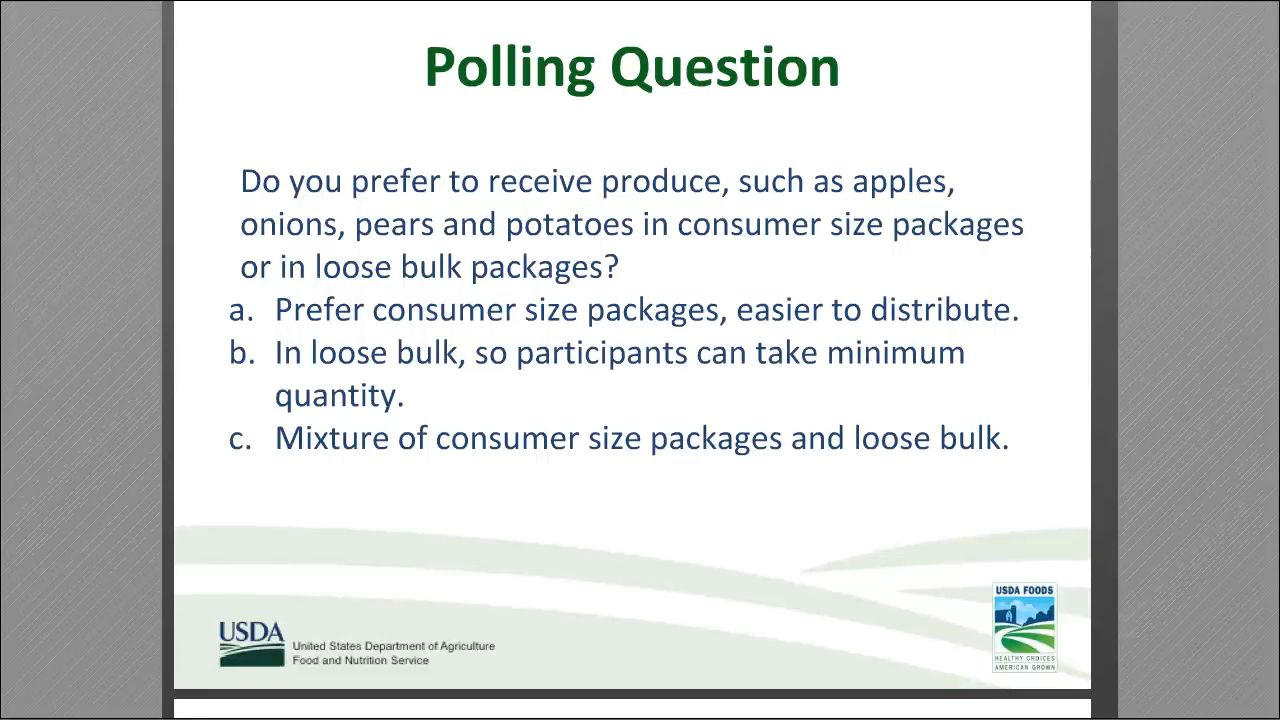 Polling Question
Do you prefer to receive produce, such as apples,
onions, pears and potatoes in consumer size packages
or in loose bulk packages?
a. Prefer consumer size packages, easier to distribute.
b. In loose bulk, so participants can take minimum
quantity.
c. Mixture of consumer size packages and loose bulk.
USDA
United States Department of Agriculture
Food and Nutrition Service
USDA FOODS
HEALTHY CHOICES
AMERICAN GROWN